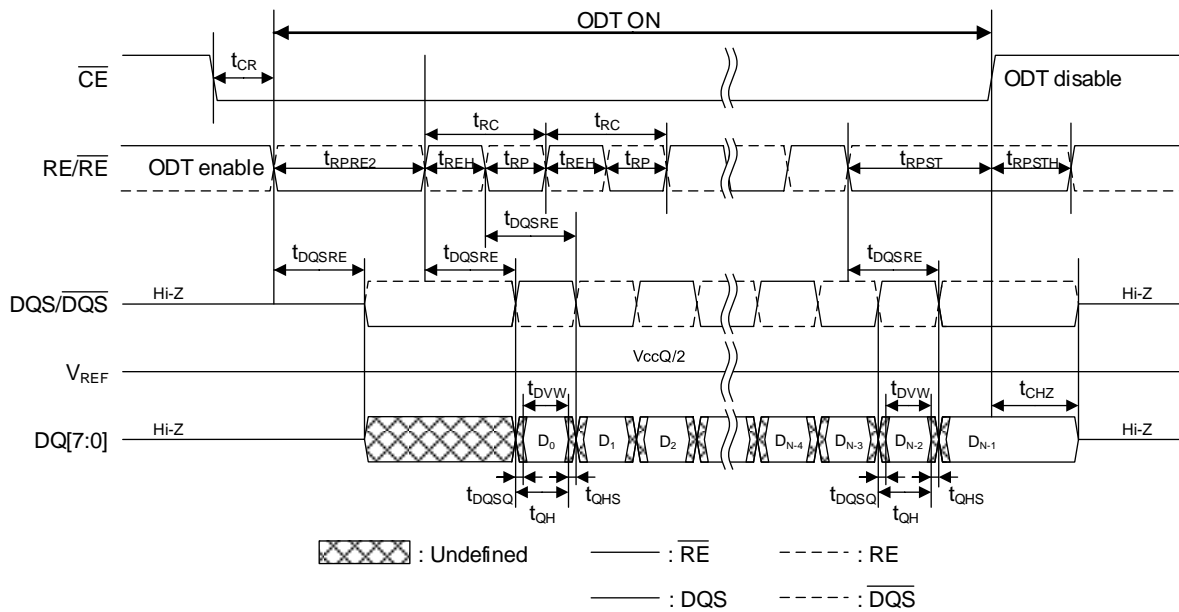 ODT ON
CE
tCR
ODT disable
tRC tRC
RE/RE
ODT enable tRPRE2 tREH tRP tREH tRP tRPST tRPSTH
tDQSRE
tDQSRE tDQSRE tDQSRE
DQS/DQS Hi-Z Hi-Z
VREF VccQ/2
tDVW tDVW tCHZ
DQ[7:0] Hi-Z D0 D1 D2 DN-4 DN-3 DN-2 DN-1 Hi-Z
tDQSQ tQHS tDQSQ tQHS
tQH tQH
: Undefined : RE : RE
: DQS : DQS